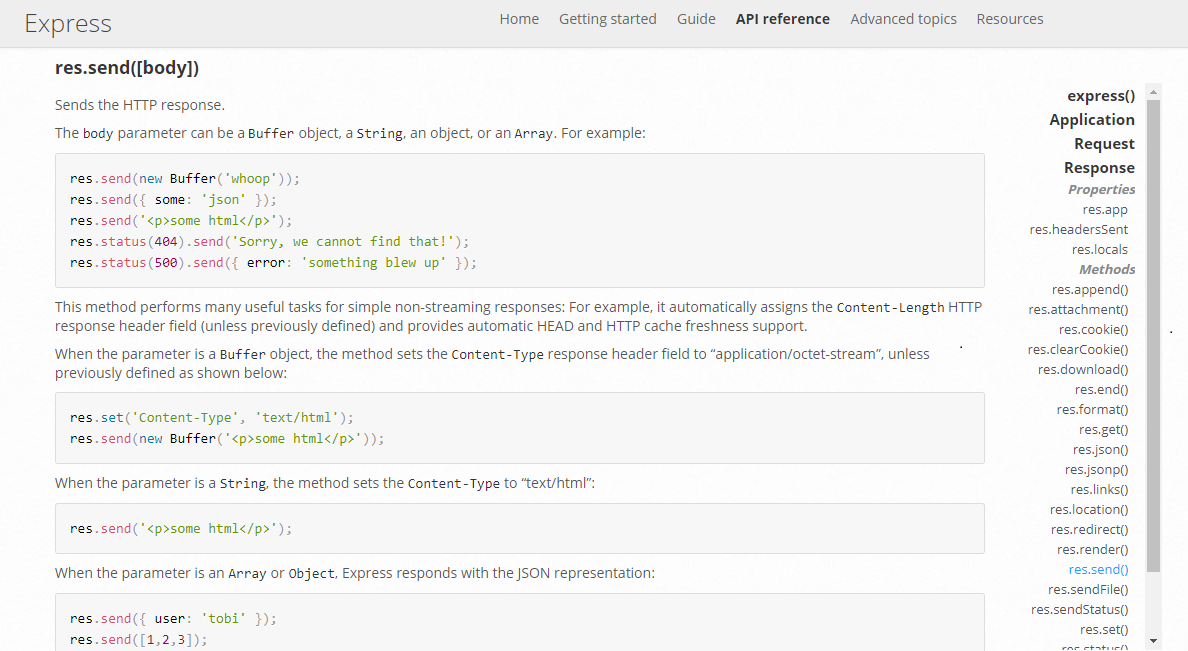 Express
Home Getting started Guide API reference Advanced topics Resources
res.send([body])
Sends the HTTP response.
The body parameter can be a Buffer object, a String, an object, or an Array. For example:
res.send(new Buffer('whoop'));
res.send({ some: 'json' });
res.send('<p>some html</p>');
res.status(404).send('Sorry, we cannot find that!');
res.status(500).send({ error: 'something blew up' });
This method performs many useful tasks for simple non-streaming responses: For example, it automatically assigns the Content-Length HTTP
response header field (unless previously defined) and provides automatic HEAD and HTTP cache freshness support.
When the parameter is a Buffer object, the method sets the Content-Type response header field to “application/octet-stream”, unless
previously defined as shown below:
res.set('Content-Type', 'text/html');
res.send(new Buffer('<p>some html</p>'));
When the parameter is a String, the method sets the Content-Type to “text/html”:
res.send('<p>some html</p>');
When the parameter is an Array or Object, Express responds with the JSON representation:
res.send({ user: 'tobi' });
res.send([1,2,3]);
express()
Application
Request
Response
Properties
res.app
res.headersSent
res.locals
Methods
res.append()
res.attachment()
res.cookie()
res.clearCookie()
res.download()
res.end()
res.format()
res.get()
res.json()
res.jsonp()
res.links()
res.location()
res.redirect()
res.render()
res.send()
res.sendFile()
res.sendStatus()
res.set()
res.status()